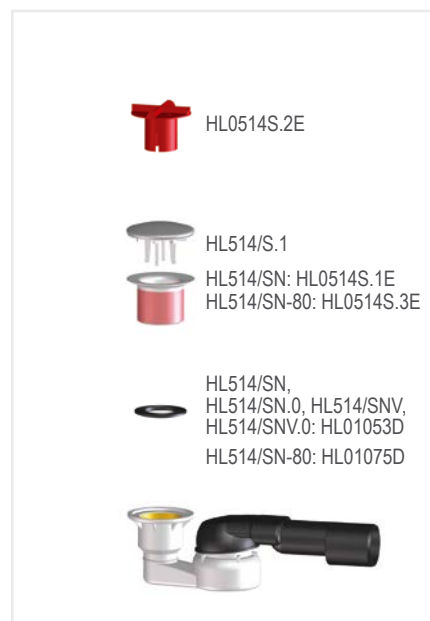 HL0514S.2E
HL514/S.1
HL514/SN: HL0514S.1E
HL514/SN-80: HL0514S.3E
HL514/SN,
HL514/SN.0, HL514/SNV,
HL514/SNV.0: HL01053D
HL514/SN-80: HL01075D